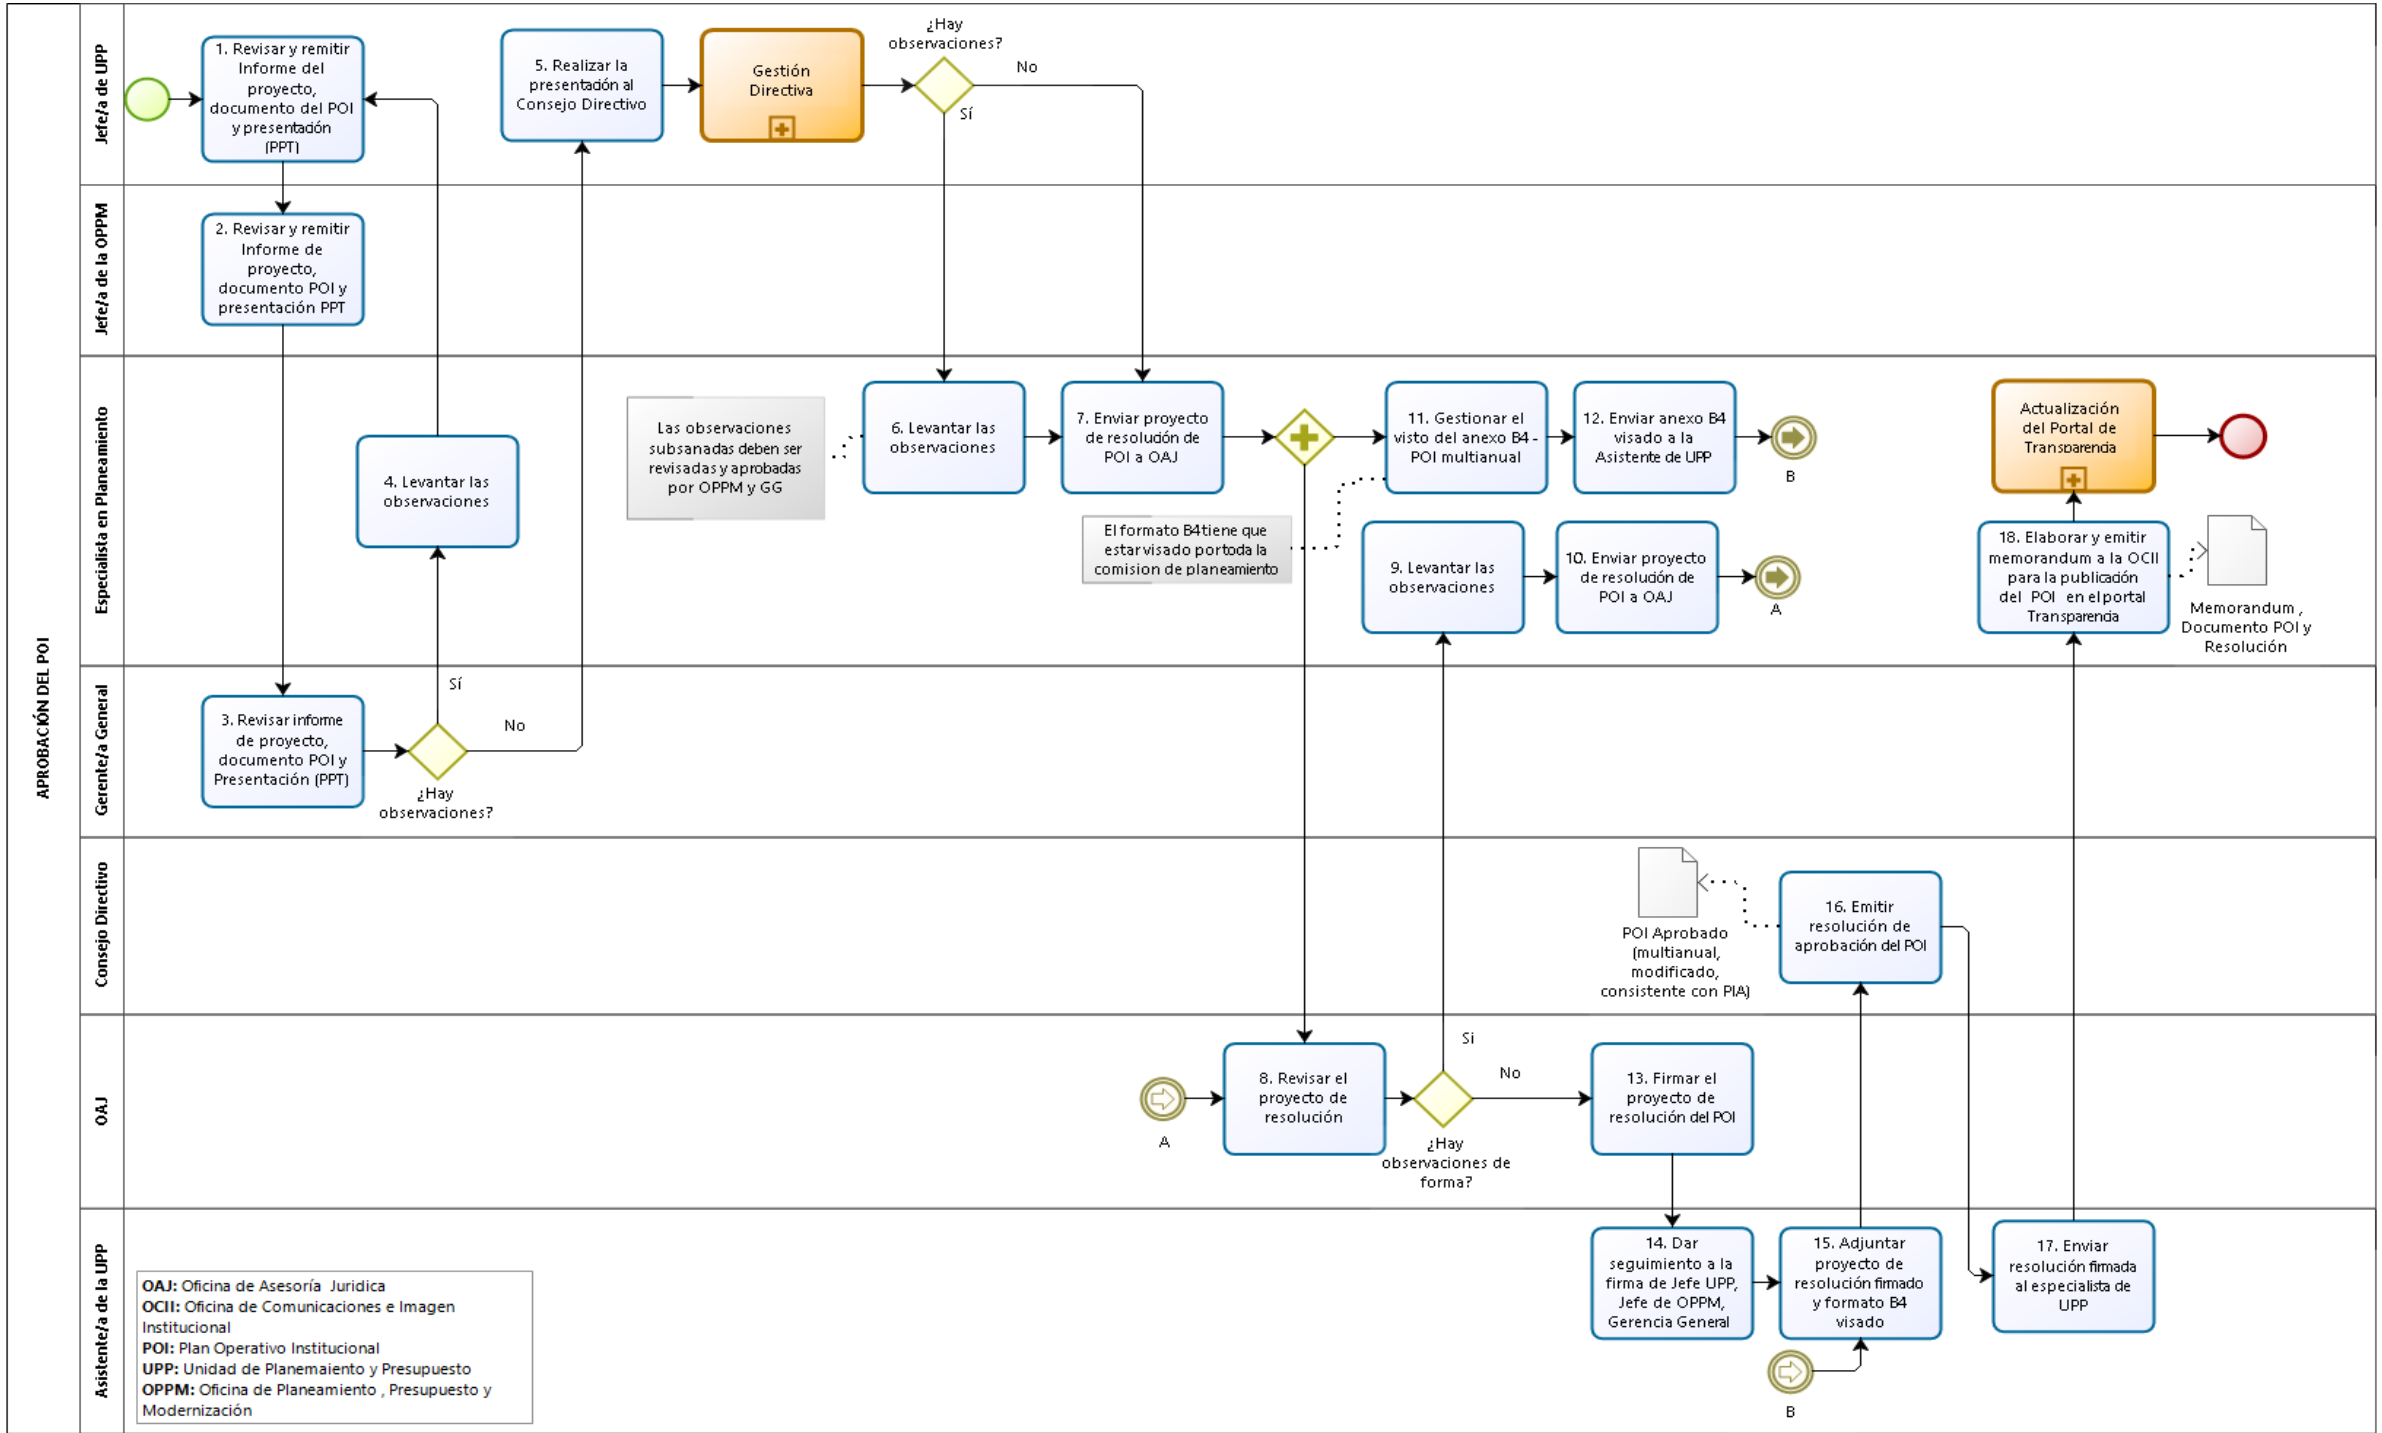 APROBACIÓN DEL POI
Jefe/a de UPP
1. Revisar y remitir
Informe del
proyecto,
documento del POI
y presentación
(PPT)
5. Realizar la
presentación al
Consejo Directivo
Gestión
Directiva
¿Hay
observaciones?
No
Sí
Jefe/a de la OPPM
2. Revisar y remitir
Informe de
proyecto,
documento POI y
presentación PPT
Especialista en Planeamiento
4. Levantar las
observaciones
Las observaciones
subsanadas deben ser
revisadas y aprobadas
por OPPM y GG
6. Levantar las
observaciones
7. Enviar proyecto
de resolución de
POI a OAJ
11. Gestionar el
visto del anexo B4 -
POI multianual
12. Enviar anexo B4
visado a la
Asistente de UPP
B
El formato B4 tiene que
estar visado por toda la
comision de planeamiento
9. Levantar las
observaciones
10. Enviar proyecto
de resolución de
POI a OAJ
A
Actualización
del Portal de
Transparencia
18. Elaborar y emitir
memorandum a la OCII
para la publicación
del POI en el portal
Transparencia
Memorandum ,
Documento POI y
Resolución
Gerente/a General
3. Revisar informe
de proyecto,
documento POI y
Presentación (PPT)
Sí
No
¿Hay
observaciones?
Consejo Directivo
POI Aprobado
(multianual,
modificado,
consistente con PIA)
16. Emitir
resolución de
aprobación del POI
OAJ
A
8. Revisar el
proyecto de
resolución
Si
No
¿Hay
observaciones de
forma?
13. Firmar el
proyecto de
resolución del POI
Asistente/a de la UPP
OAJ: Oficina de Asesoría Juridica
OCII: Oficina de Comunicaciones e Imagen
Institucional
POI: Plan Operativo Institucional
UPP: Unidad de Planemaiento y Presupuesto
OPPM: Oficina de Planeamiento , Presupuesto y
Modernización
14. Dar
seguimiento a la
firma de Jefe UPP,
Jefe de OPPM,
Gerencia General
15. Adjuntar
proyecto de
resolución firmado
y formato B4
visado
17. Enviar
resolución firmada
al especialista de
UPP
B